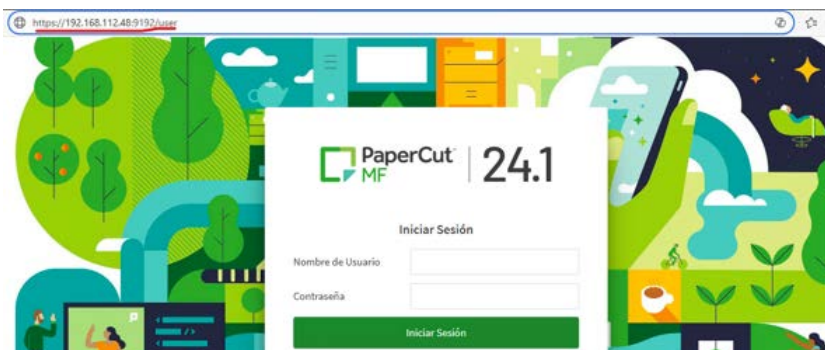 https://192.168.112.48:9192/user
PaperCut MF | 24.1
Iniciar Sesión
Nombre de Usuario
Contraseña
Iniciar Sesión